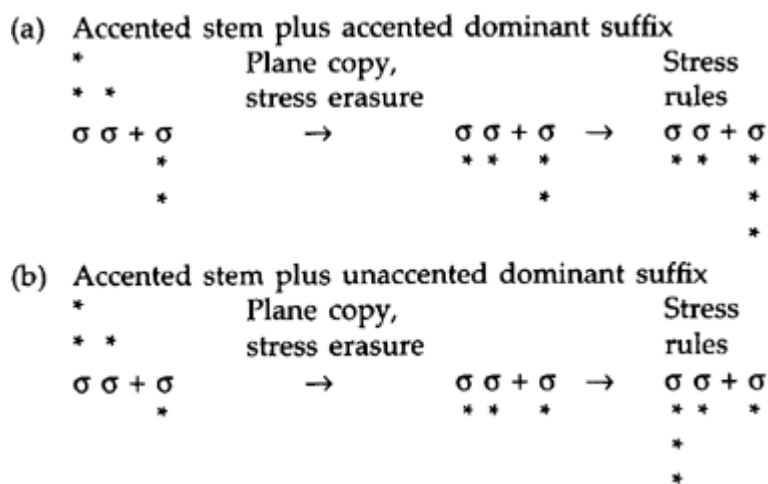 (a) Accented stem plus accented dominant suffix
* Plane copy, Stress
* * stress erasure rules
σ σ + σ → σ σ + σ → σ σ + σ
* * * * * * *
* * *
*
(b) Accented stem plus unaccented dominant suffix
* Plane copy, Stress
* * stress erasure rules
σ σ + σ → σ σ + σ → σ σ + σ
* * * * * * *
*
*